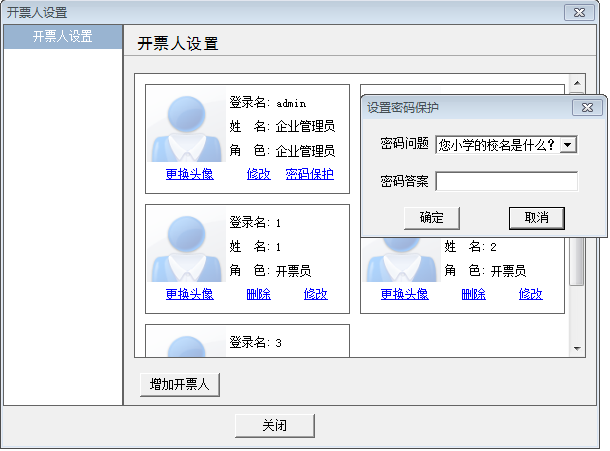 开票人设置
开票人设置
开票人设置
登录名: admin
姓 名: 企业管理员
角 色: 企业管理员
更换头像 修改 密码保护
设置密码保护
密码问题 您小学的校名是什么?
密码答案
确定 取消
登录名: 1
姓 名: 1
角 色: 开票员
更换头像 删除 修改
姓 名: 2
角 色: 开票员
更换头像 删除 修改
登录名: 3
增加开票人
关闭